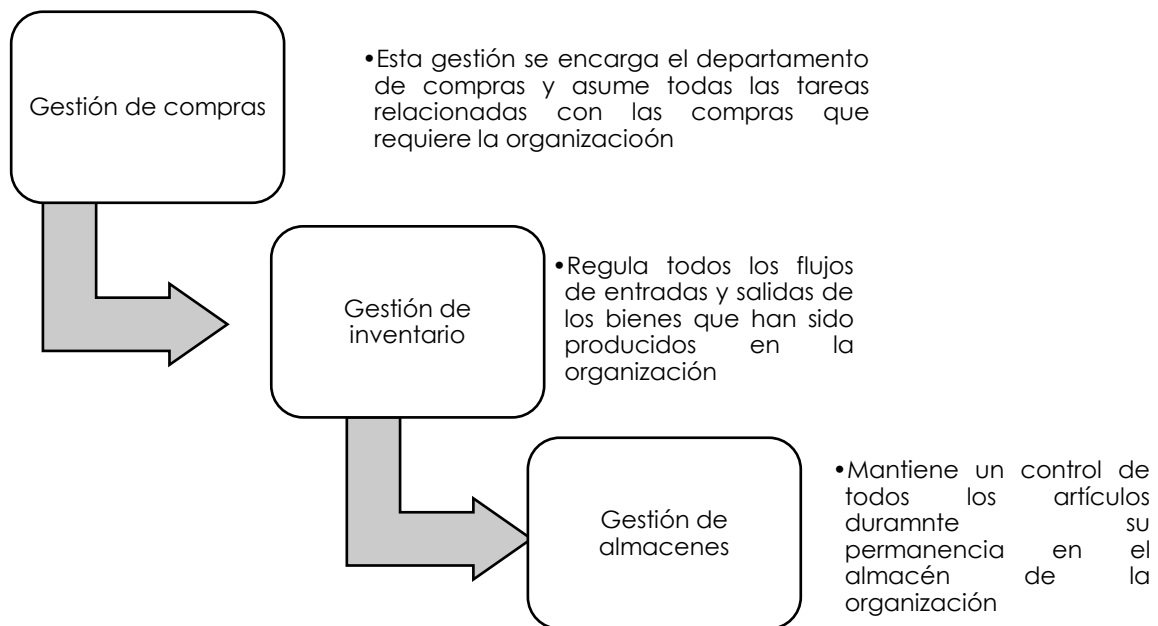 Gestión de compras
•Esta gestión se encarga el departamento
de compras y asume todas las tareas
relacionadas con las compras que
requiere la organizacioón
Gestión de
inventario
•Regula todos los flujos
de entradas y salidas de
los bienes que han sido
producidos en la
organización
Gestión de
almacenes
•Mantiene un control de
todos los artículos
duramnte su
permanencia en el
almacén de la
organización